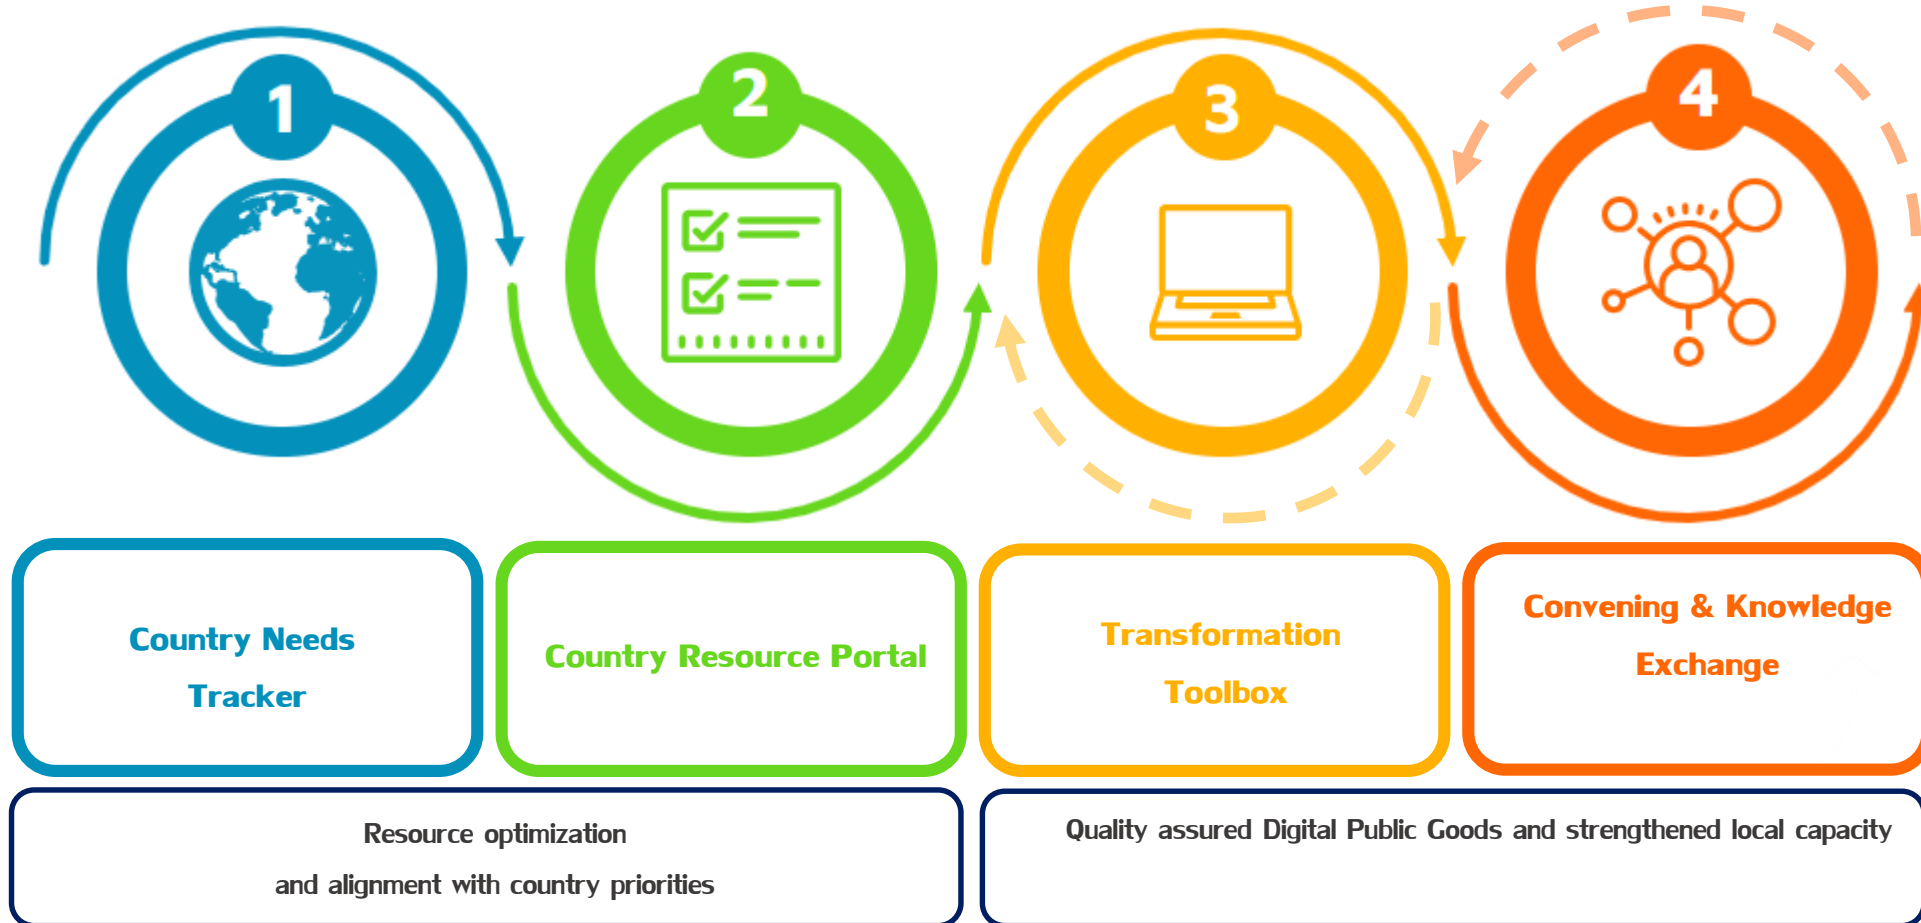 1
2
3
4
Country Needs
Tracker
Country Resource Portal
Transformation
Toolbox
Convening & Knowledge
Exchange
Resource optimization
and alignment with country priorities
Quality assured Digital Public Goods and strengthened local capacity